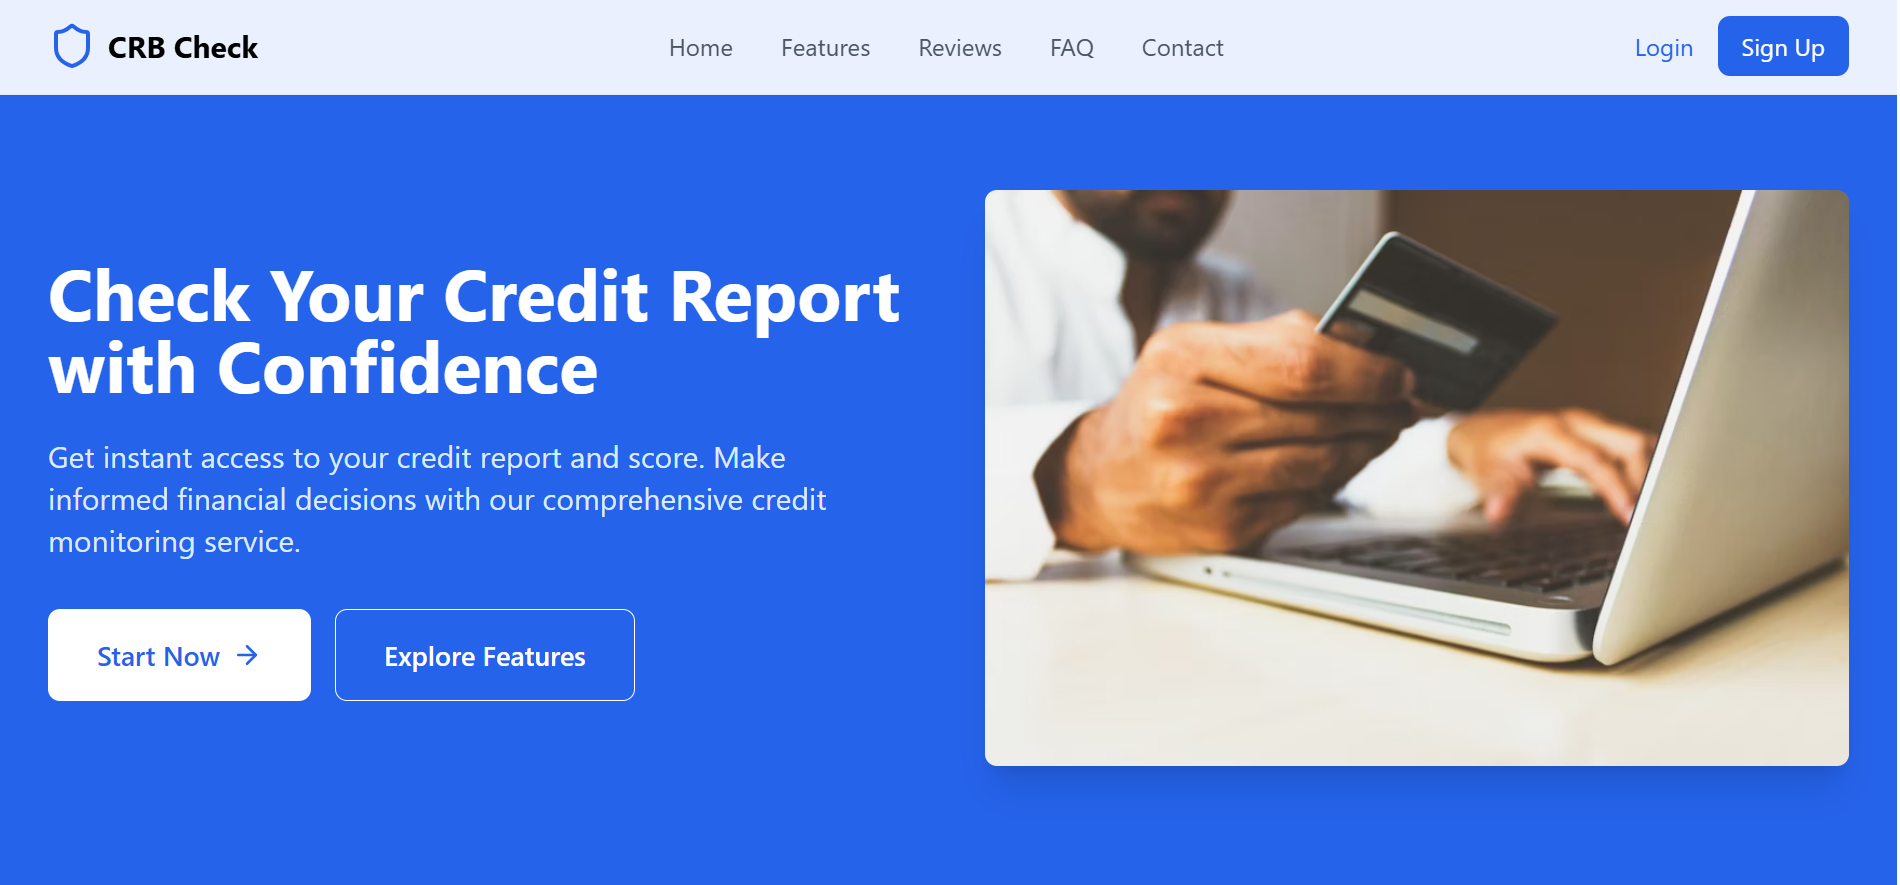 CRB Check
Home
Features
Reviews
FAQ
Contact
Login
Sign Up
Check Your Credit Report
with Confidence
Get instant access to your credit report and score. Make
informed financial decisions with our comprehensive credit
monitoring service.
Start Now
Explore Features